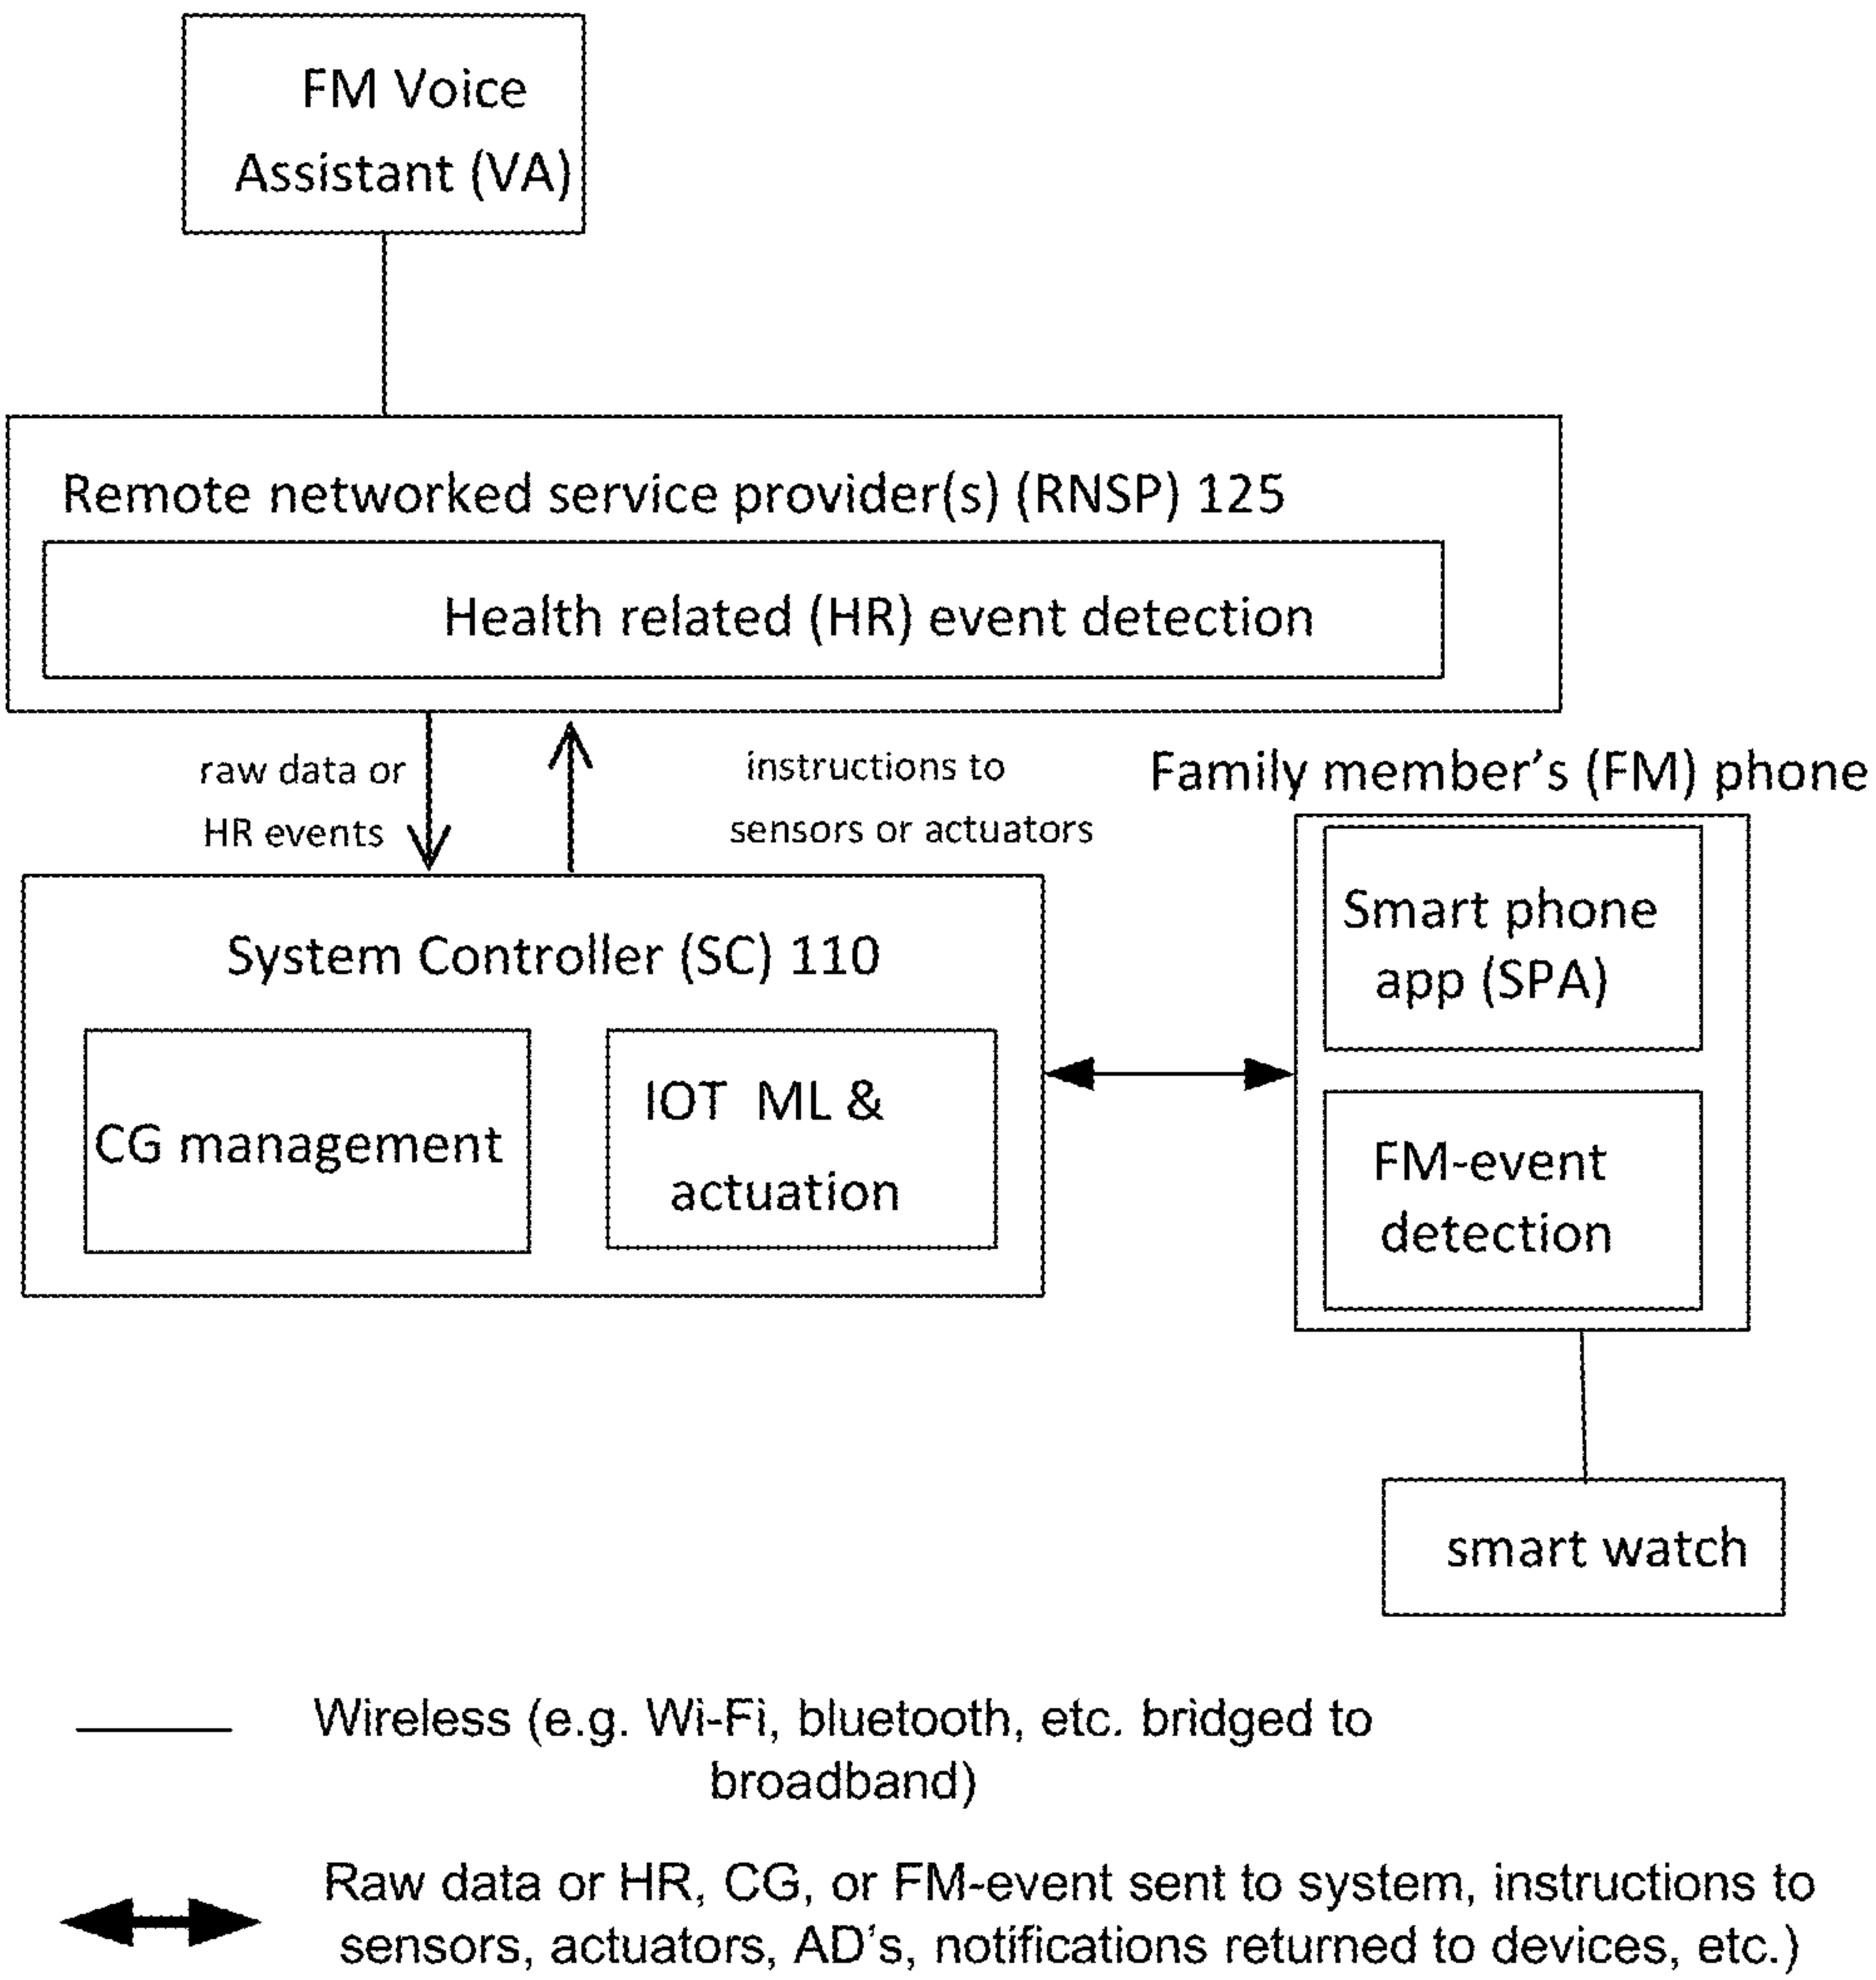 FM Voice
Assistant (VA)
Remote networked service provider(s) (RNSP) 125
Health related (HR) event detection
raw data or
HR events
instructions to
sensors or actuators
Family member's (FM) phone
System Controller (SC) 110
CG management
IOT ML &
actuation
Smart phone
app (SPA)
FM-event
detection
smart watch
Wireless (e.g. Wi-Fi, bluetooth, etc. bridged to
broadband)
Raw data or HR, CG, or FM-event sent to system, instructions to
sensors, actuators, AD's, notifications returned to devices, etc.)